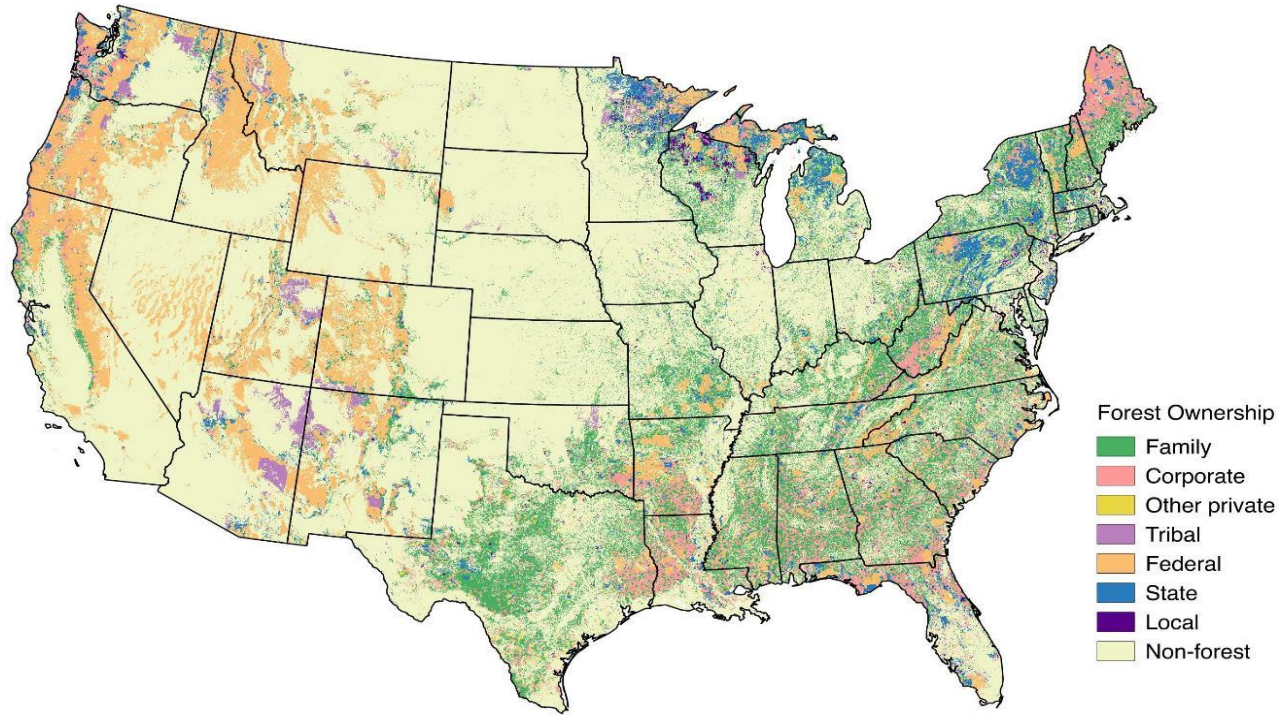 Forest Ownership
Family
Corporate
Other private
Tribal
Federal
State
Local
Non-forest